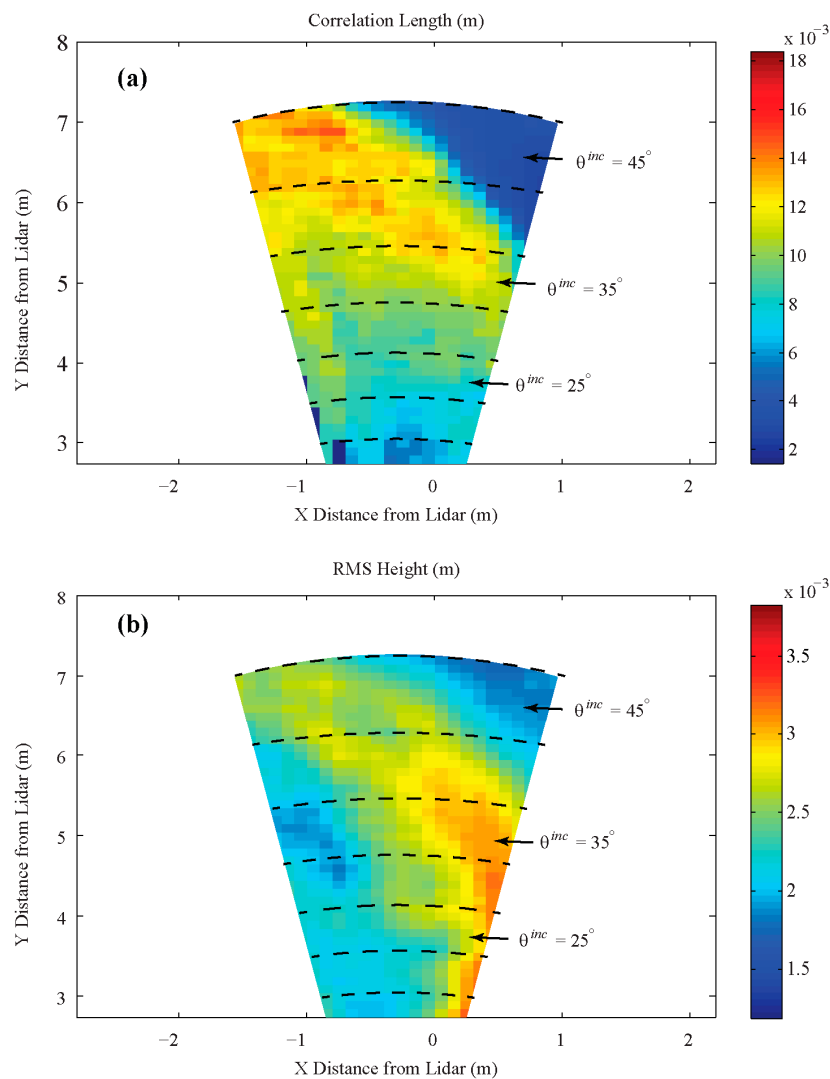 Correlation Length (m)
x 10⁻³
(a)
8
7
6
5
4
3
Y Distance from Lidar (m)
θ^inc = 45°
θ^inc = 35°
θ^inc = 25°
18
16
14
12
10
8
6
4
2
−2 −1 0 1 2
X Distance from Lidar (m)
RMS Height (m)
x 10⁻³
(b)
8
7
6
5
4
3
Y Distance from Lidar (m)
θ^inc = 45°
θ^inc = 35°
θ^inc = 25°
3.5
3
2.5
2
1.5
−2 −1 0 1 2
X Distance from Lidar (m)